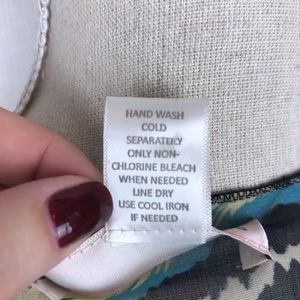 HAND WASH
COLD
SEPARATELY
ONLY NON-
CHLORINE BLEACH
WHEN NEEDED
LINE DRY
USE COOL IRON
IF NEEDED